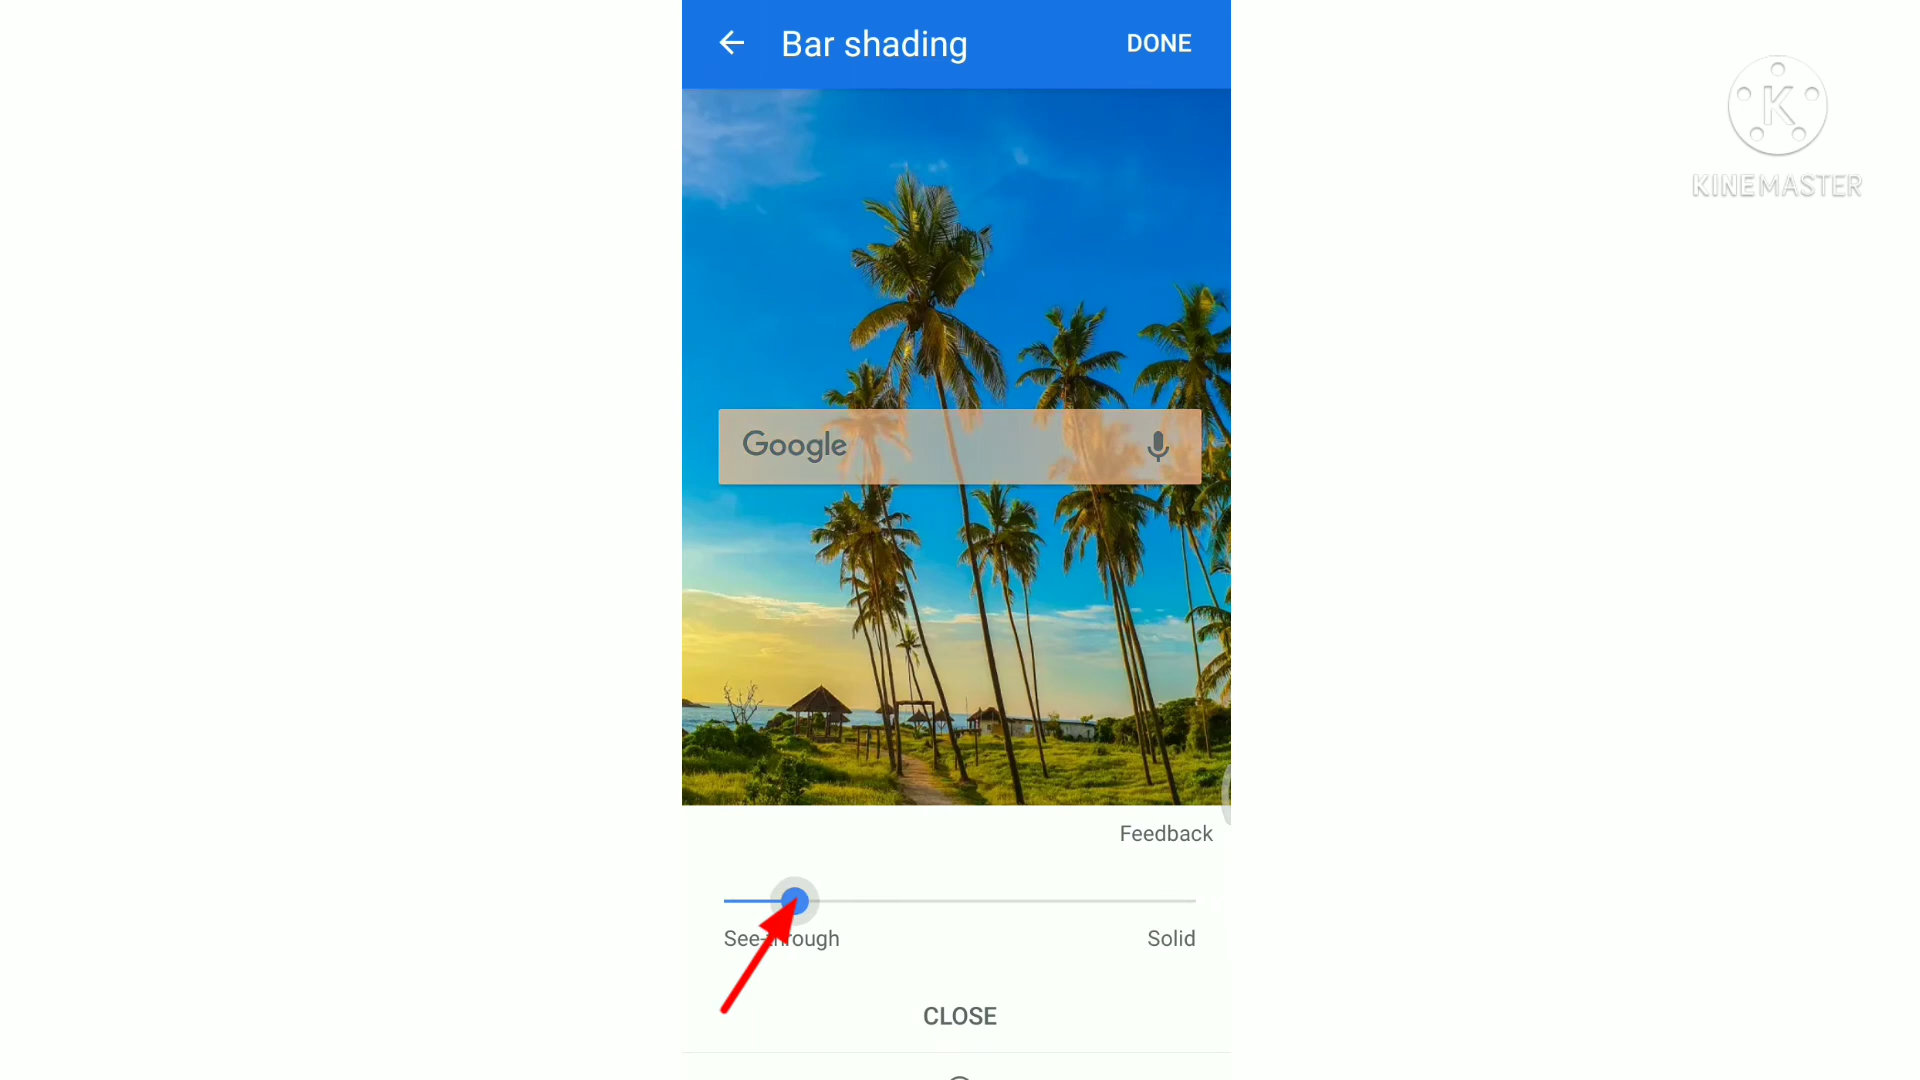 Bar shading
DONE
K
KINEMASTER
Google
Feedback
See-through
Solid
CLOSE